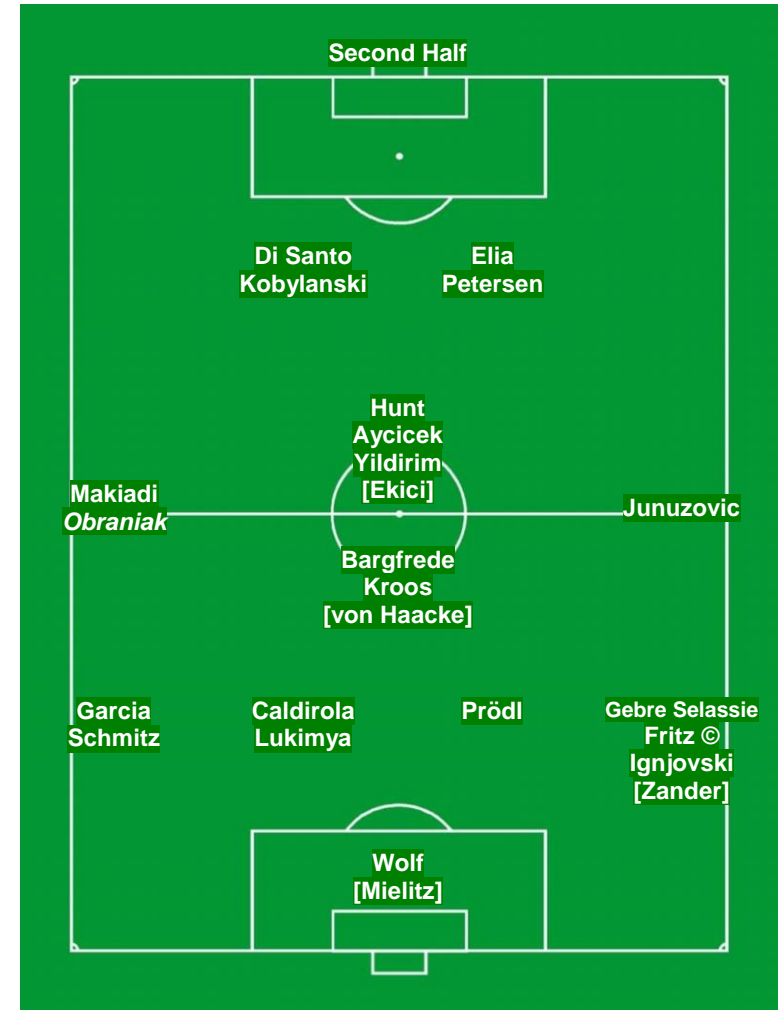 Second Half
Di Santo
Kobylanski
Elia
Petersen
Hunt
Aycicek
Yildirim
[Ekici]
Makiadi
Obraniak
Junuzovic
Bargfrede
Kroos
[von Haacke]
Garcia
Schmitz
Caldirola
Lukimya
Prödl
Gebre Selassie
Fritz ©
Ignjovski
[Zander]
Wolf
[Mielitz]